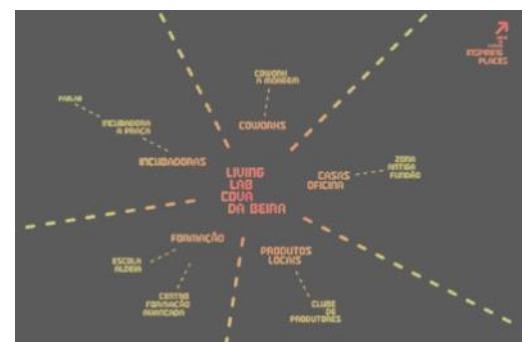 INSPIRING
PLACES
COWORK
A MOAGEM
COWORKS
FABLAB
INCUBADORA
A PRAÇA
INCUBADORAS
LIVING
LAB
COVA
DA BEIRA
CASAS
OFICINA
ZONA
ANTIGA
FUNDÃO
FORMAÇÃO
ESCOLA
ALDEIA
CENTRO
FORMAÇÃO
AVANÇADA
PRODUTOS
LOCAIS
CLUBE
DE
PRODUTORES